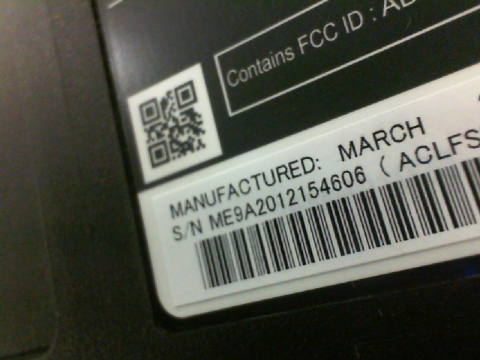 Contains FCC ID :
MANUFACTURED: MARCH
S/N ME9A2012154606 ( ACLFS